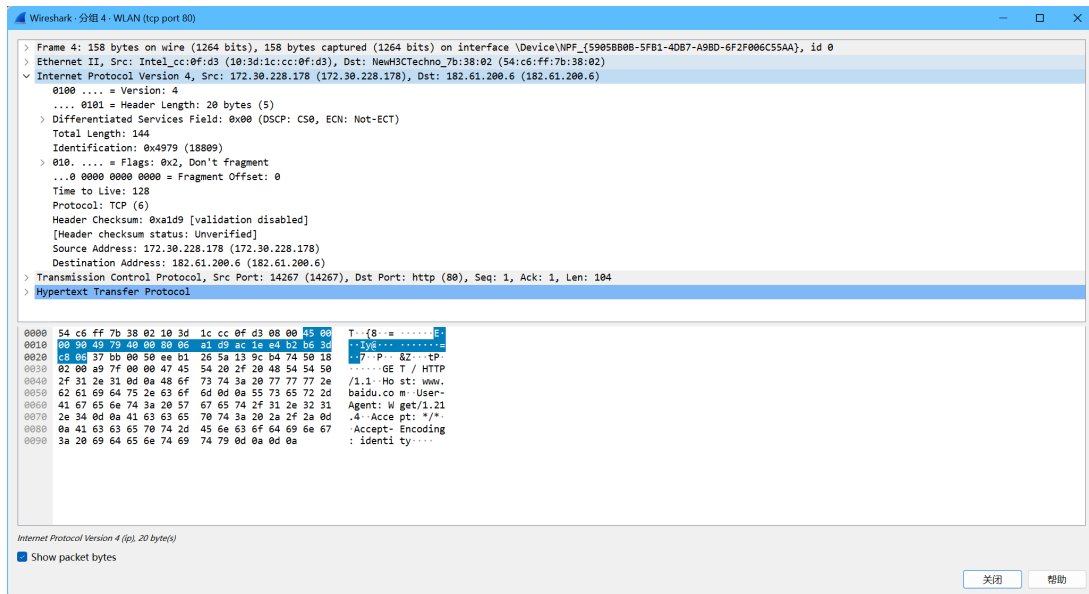 Wireshark · 分组 4 · WLAN (tcp port 80)
> Frame 4: 158 bytes on wire (1264 bits), 158 bytes captured (1264 bits) on interface \Device\NPF_{5905BB0B-5FB1-4DB7-A9BD-6F2F006C55AA}, id 0
> Ethernet II, Src: Intel_cc:0f:d3 (10:3d:1c:cc:0f:d3), Dst: NewH3CTechno_7b:38:02 (54:c6:ff:7b:38:02)
Internet Protocol Version 4, Src: 172.30.228.178 (172.30.228.178), Dst: 182.61.200.6 (182.61.200.6)
0100 .... = Version: 4
.... 0101 = Header Length: 20 bytes (5)
> Differentiated Services Field: 0x00 (DSCP: CS0, ECN: Not-ECT)
Total Length: 144
Identification: 0x4979 (18809)
> 010. .... = Flags: 0x2, Don't fragment
...0 0000 0000 0000 = Fragment Offset: 0
Time to Live: 128
Protocol: TCP (6)
Header Checksum: 0xa1d9 [validation disabled]
[Header checksum status: Unverified]
Source Address: 172.30.228.178 (172.30.228.178)
Destination Address: 182.61.200.6 (182.61.200.6)
> Transmission Control Protocol, Src Port: 14267 (14267), Dst Port: http (80), Seq: 1, Ack: 1, Len: 104
> Hypertext Transfer Protocol
0000 54 c6 ff 7b 38 02 10 3d 1c cc 0f d3 08 00 45 00 T··{8··= ······E·
0010 00 90 49 79 40 00 80 06 a1 d9 ac 1e e4 b2 b6 3d ··Iy@··· ·······=
0020 c8 06 37 bb 00 50 ee b1 26 5a 13 9c b4 74 50 18 ··7··P·· &Z···tP·
0030 02 00 a9 7f 00 00 47 45 54 20 2f 20 48 54 54 50 ······GE T / HTTP
0040 2f 31 2e 31 0d 0a 48 6f 73 74 3a 20 77 77 77 2e /1.1··Ho st: www.
0050 62 61 69 64 75 2e 63 6f 6d 0d 0a 55 73 65 72 2d baidu.co m··User-
0060 41 67 65 6e 74 3a 20 57 67 65 74 2f 31 2e 32 31 Agent: W get/1.21
0070 2e 34 0d 0a 41 63 63 65 70 74 3a 20 2a 2f 2a 0d .4··Acce pt: */*·
0080 0a 41 63 63 65 70 74 2d 45 6e 63 6f 64 69 6e 67 ·Accept- Encoding
0090 3a 20 69 64 65 6e 74 69 74 79 0d 0a 0d 0a : identi ty····
Internet Protocol Version 4 (ip), 20 byte(s)
Show packet bytes
关闭 帮助